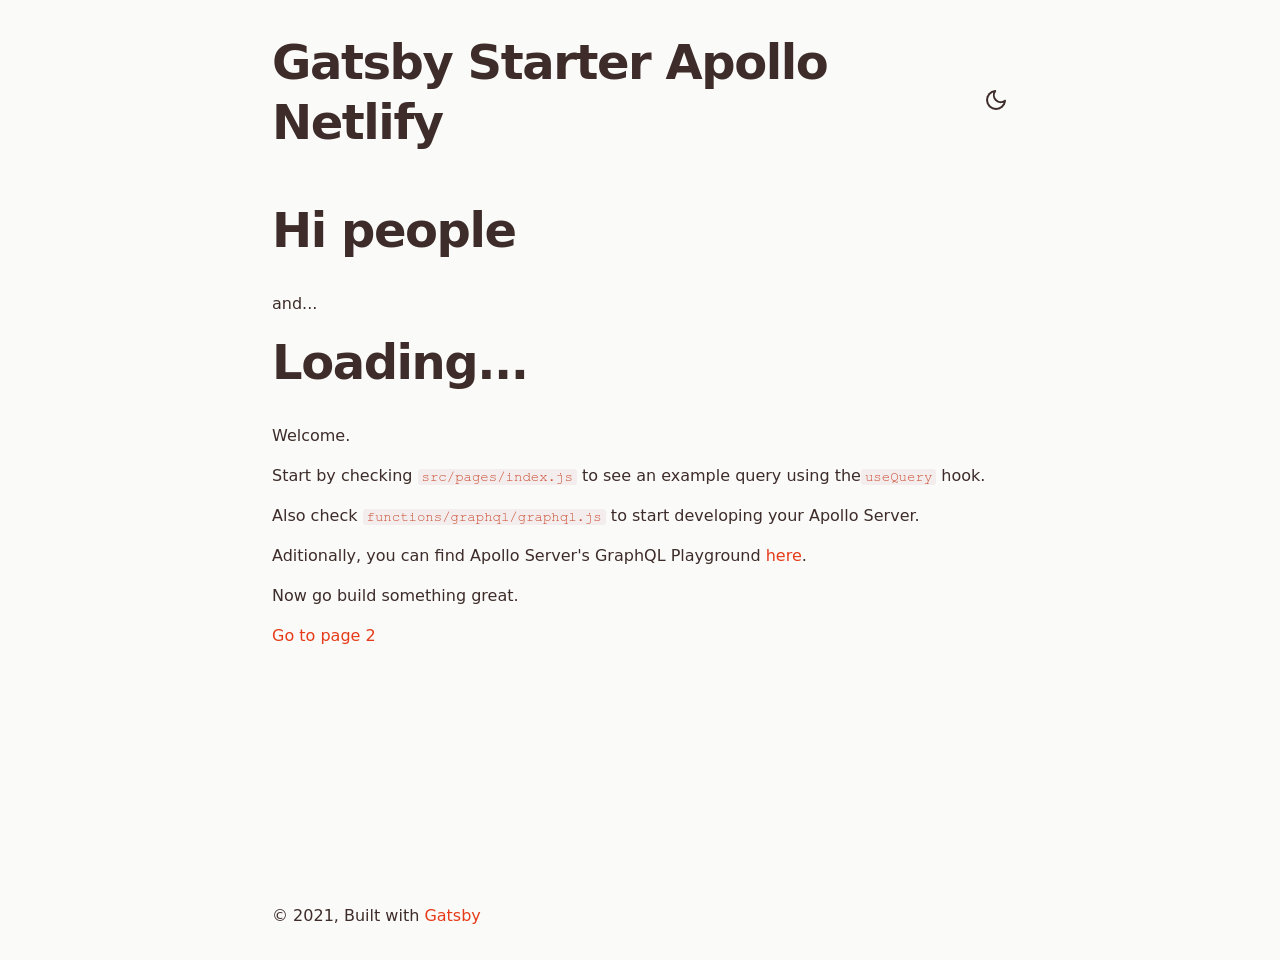 Gatsby Starter Apollo
Netlify
Hi people
and...
Loading...
Welcome.
Start by checking src/pages/index.js to see an example query using the useQuery hook.
Also check functions/graphql/graphql.js to start developing your Apollo Server.
Aditionally, you can find Apollo Server's GraphQL Playground here.
Now go build something great.
Go to page 2
© 2021, Built with Gatsby